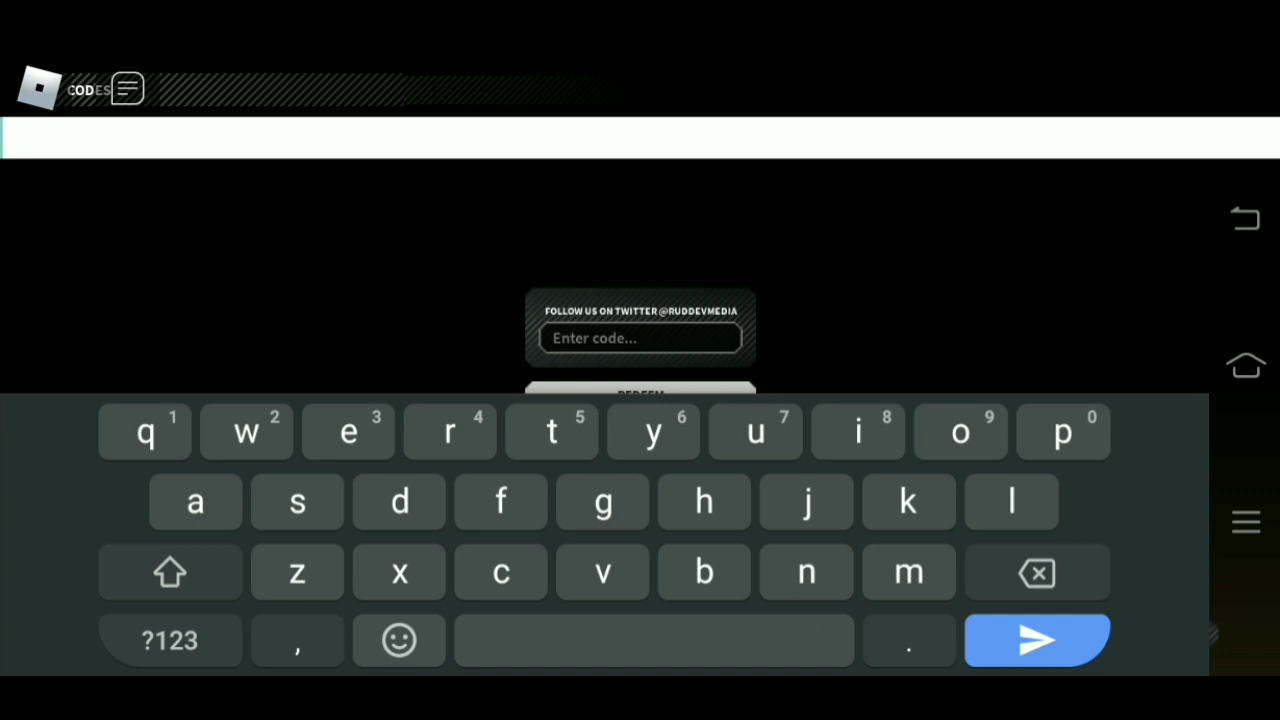 CODES
FOLLOW US ON TWITTER @RUDDEVMEDIA
Enter code...
REDEEM
q 1 w 2 e 3 r 4 t 5 y 6 u 7 i 8 o 9 p 0
a s d f g h j k l
z x c v b n m
?123 , .